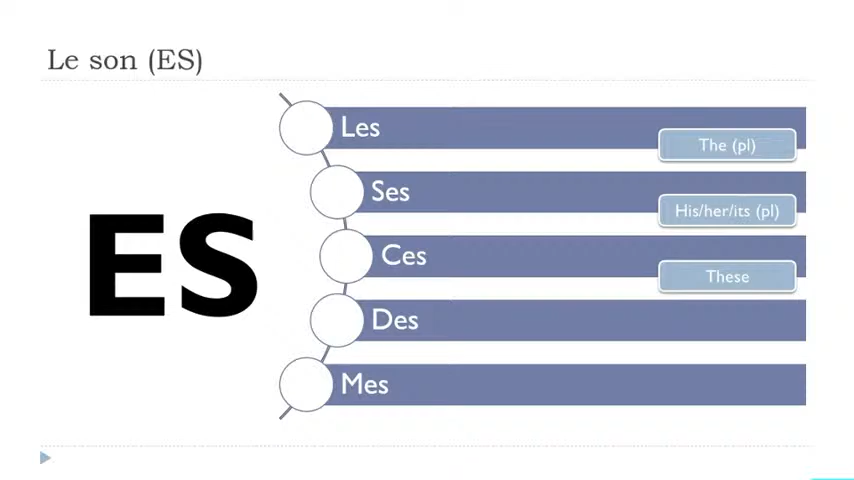 Le son (ES)
ES
Les
The (pl)
Ses
His/her/its (pl)
Ces
These
Des
Mes